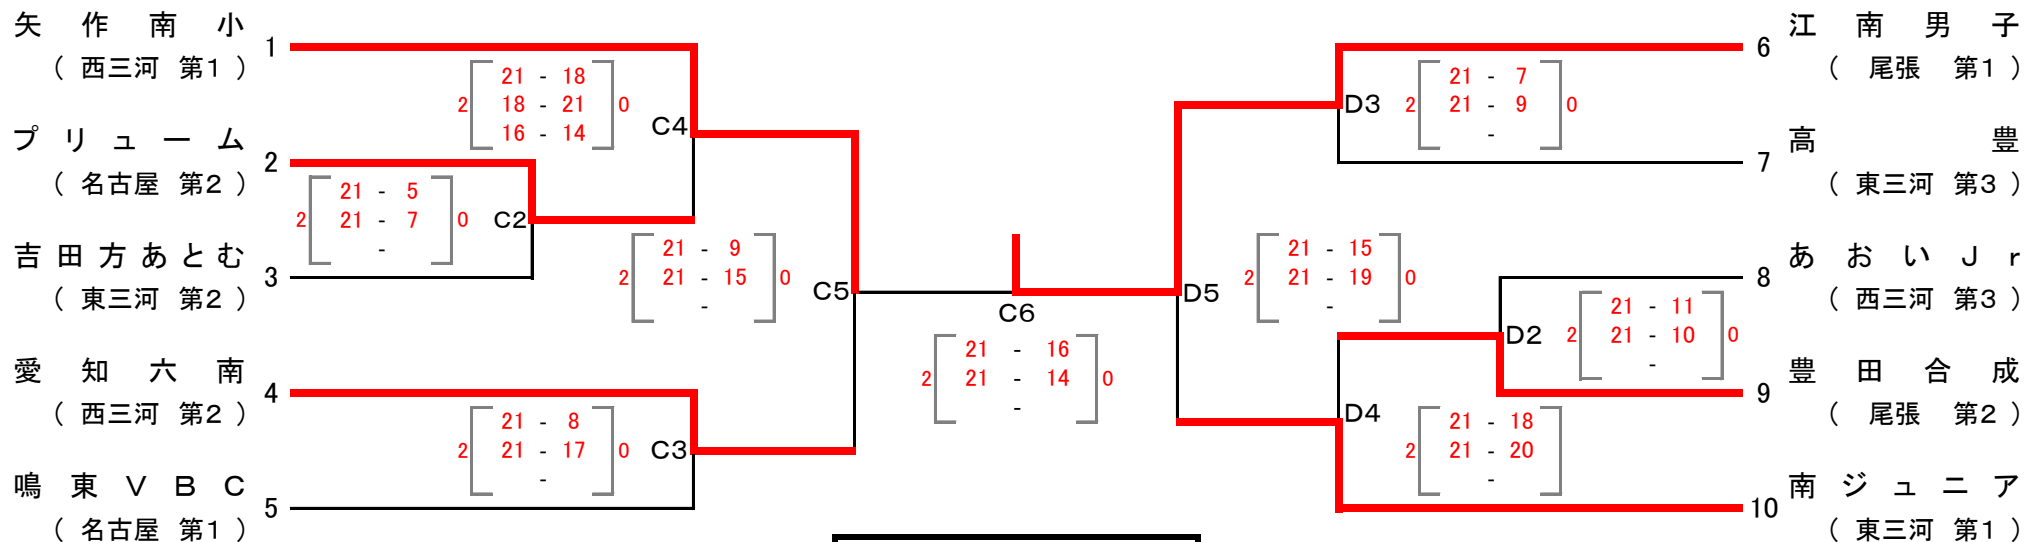 矢作南小
1
（ 西三河 第1 ）
プリューム
2
（ 名古屋 第2 ）
吉田方あとむ
3
（ 東三河 第2 ）
愛知六南
4
（ 西三河 第2 ）
鳴東ＶＢＣ
5
（ 名古屋 第1 ）
21 - 18
2 18 - 21 0
16 - 14
C4
21 - 5
2 21 - 7 0
-
C2
21 - 9
2 21 - 15 0
-
C5
21 - 8
2 21 - 17 0
-
C3
C6
21 - 16
2 21 - 14 0
-
D5
21 - 15
2 21 - 19 0
-
D3
21 - 7
2 21 - 9 0
-
D2
21 - 11
2 21 - 10 0
-
D4
21 - 18
2 21 - 20
-
6
江南男子
（ 尾張 第1 ）
7
高豊
（ 東三河 第3 ）
8
あおいＪｒ
（ 西三河 第3 ）
9
豊田合成
（ 尾張 第2 ）
10
南ジュニア
（ 東三河 第1 ）